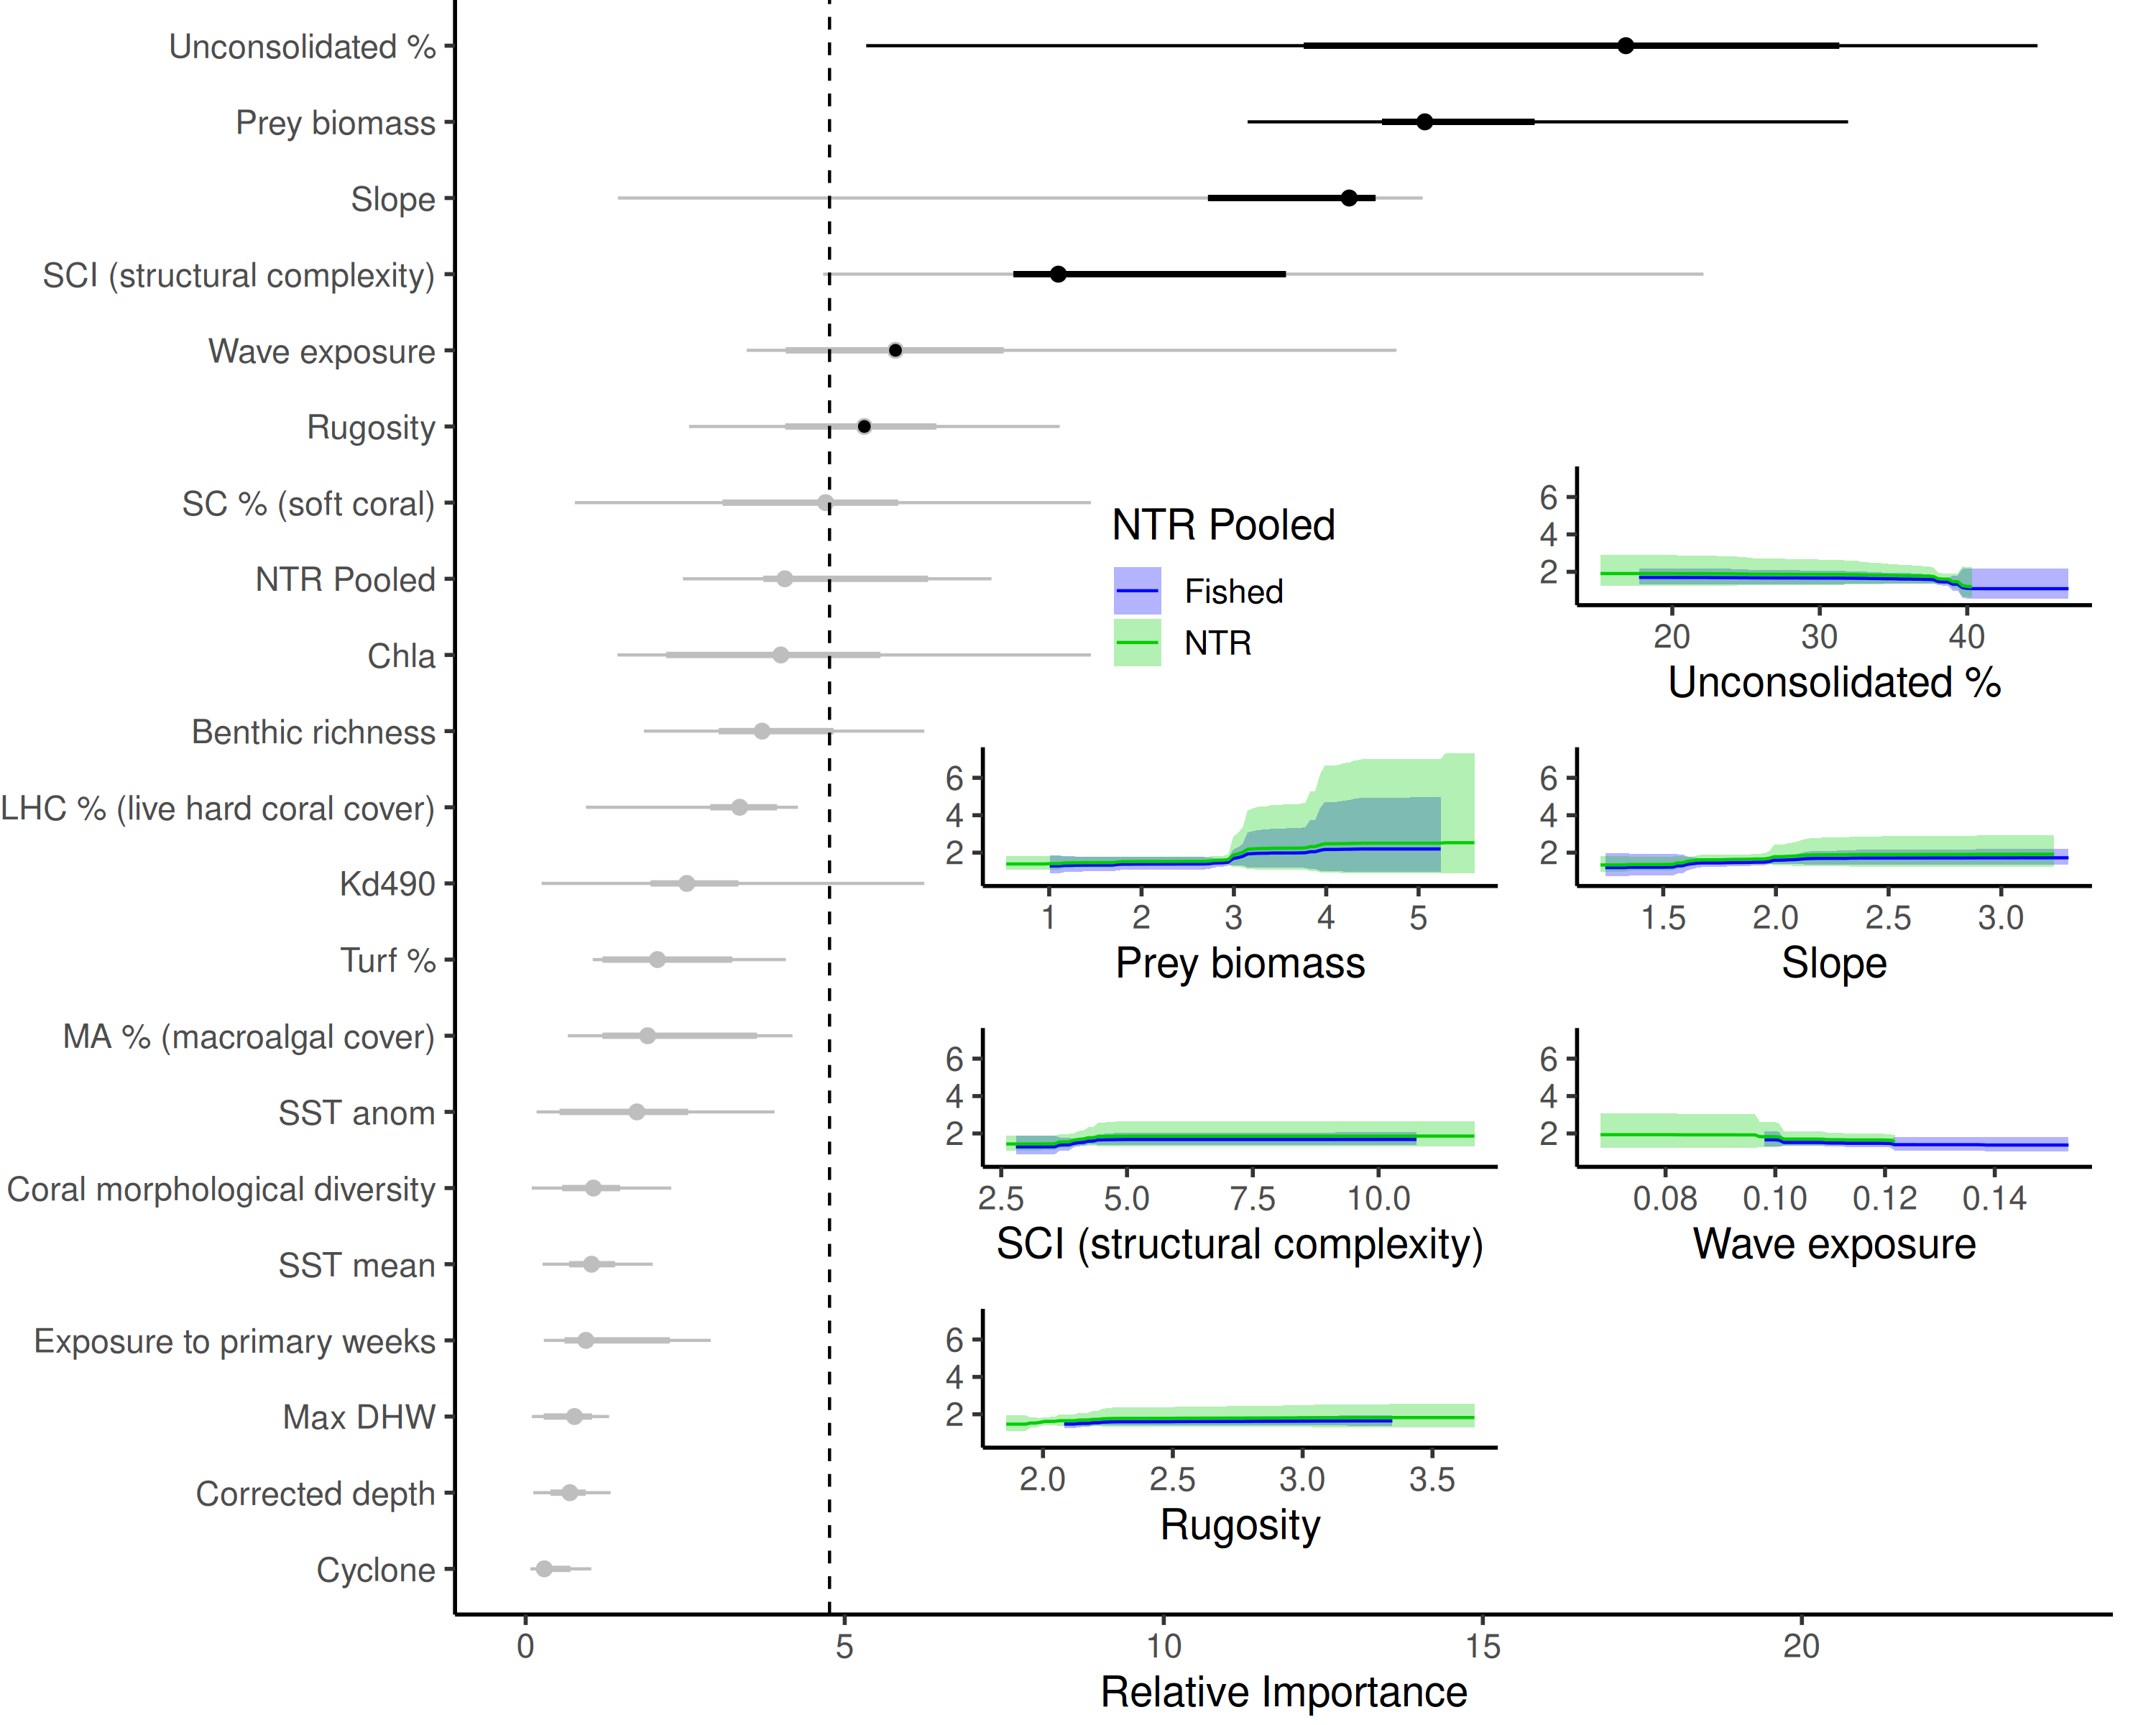 Unconsolidated %
Prey biomass
Slope
SCI (structural complexity)
Wave exposure
Rugosity
SC % (soft coral)
NTR Pooled
Chla
Benthic richness
LHC % (live hard coral cover)
Kd490
Turf %
MA % (macroalgal cover)
SST anom
Coral morphological diversity
SST mean
Exposure to primary weeks
Max DHW
Corrected depth
Cyclone
0 5 10 15 20
Relative Importance
NTR Pooled
Fished
NTR
6
4
2
20 30 40
Unconsolidated %
6
4
2
1 2 3 4 5
Prey biomass
6
4
2
1.5 2.0 2.5 3.0
Slope
6
4
2
2.5 5.0 7.5 10.0
SCI (structural complexity)
6
4
2
0.08 0.10 0.12 0.14
Wave exposure
6
4
2
2.0 2.5 3.0 3.5
Rugosity